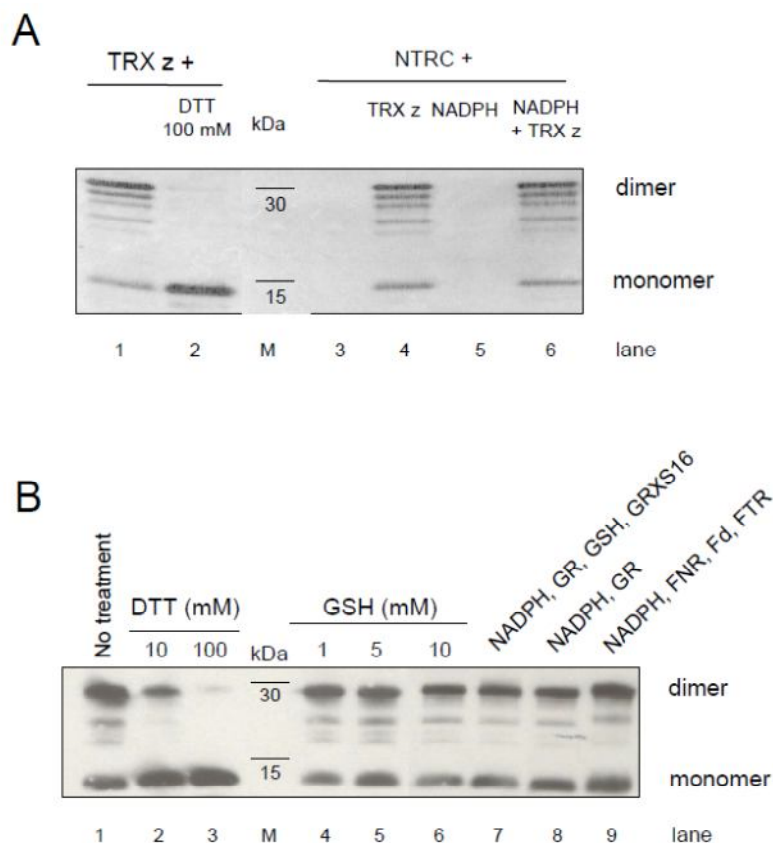 A
TRX z +
NTRC +
DTT
100 mM
kDa
TRX z
NADPH
NADPH
+ TRX z
30
15
dimer
monomer
1 2 M 3 4 5 6 lane
B
No treatment
DTT (mM)
GSH (mM)
NADPH, GR, GSH, GRXS16
NADPH, GR
NADPH, FNR, Fd, FTR
10 100 kDa 1 5 10
30
15
dimer
monomer
1 2 3 M 4 5 6 7 8 9 lane